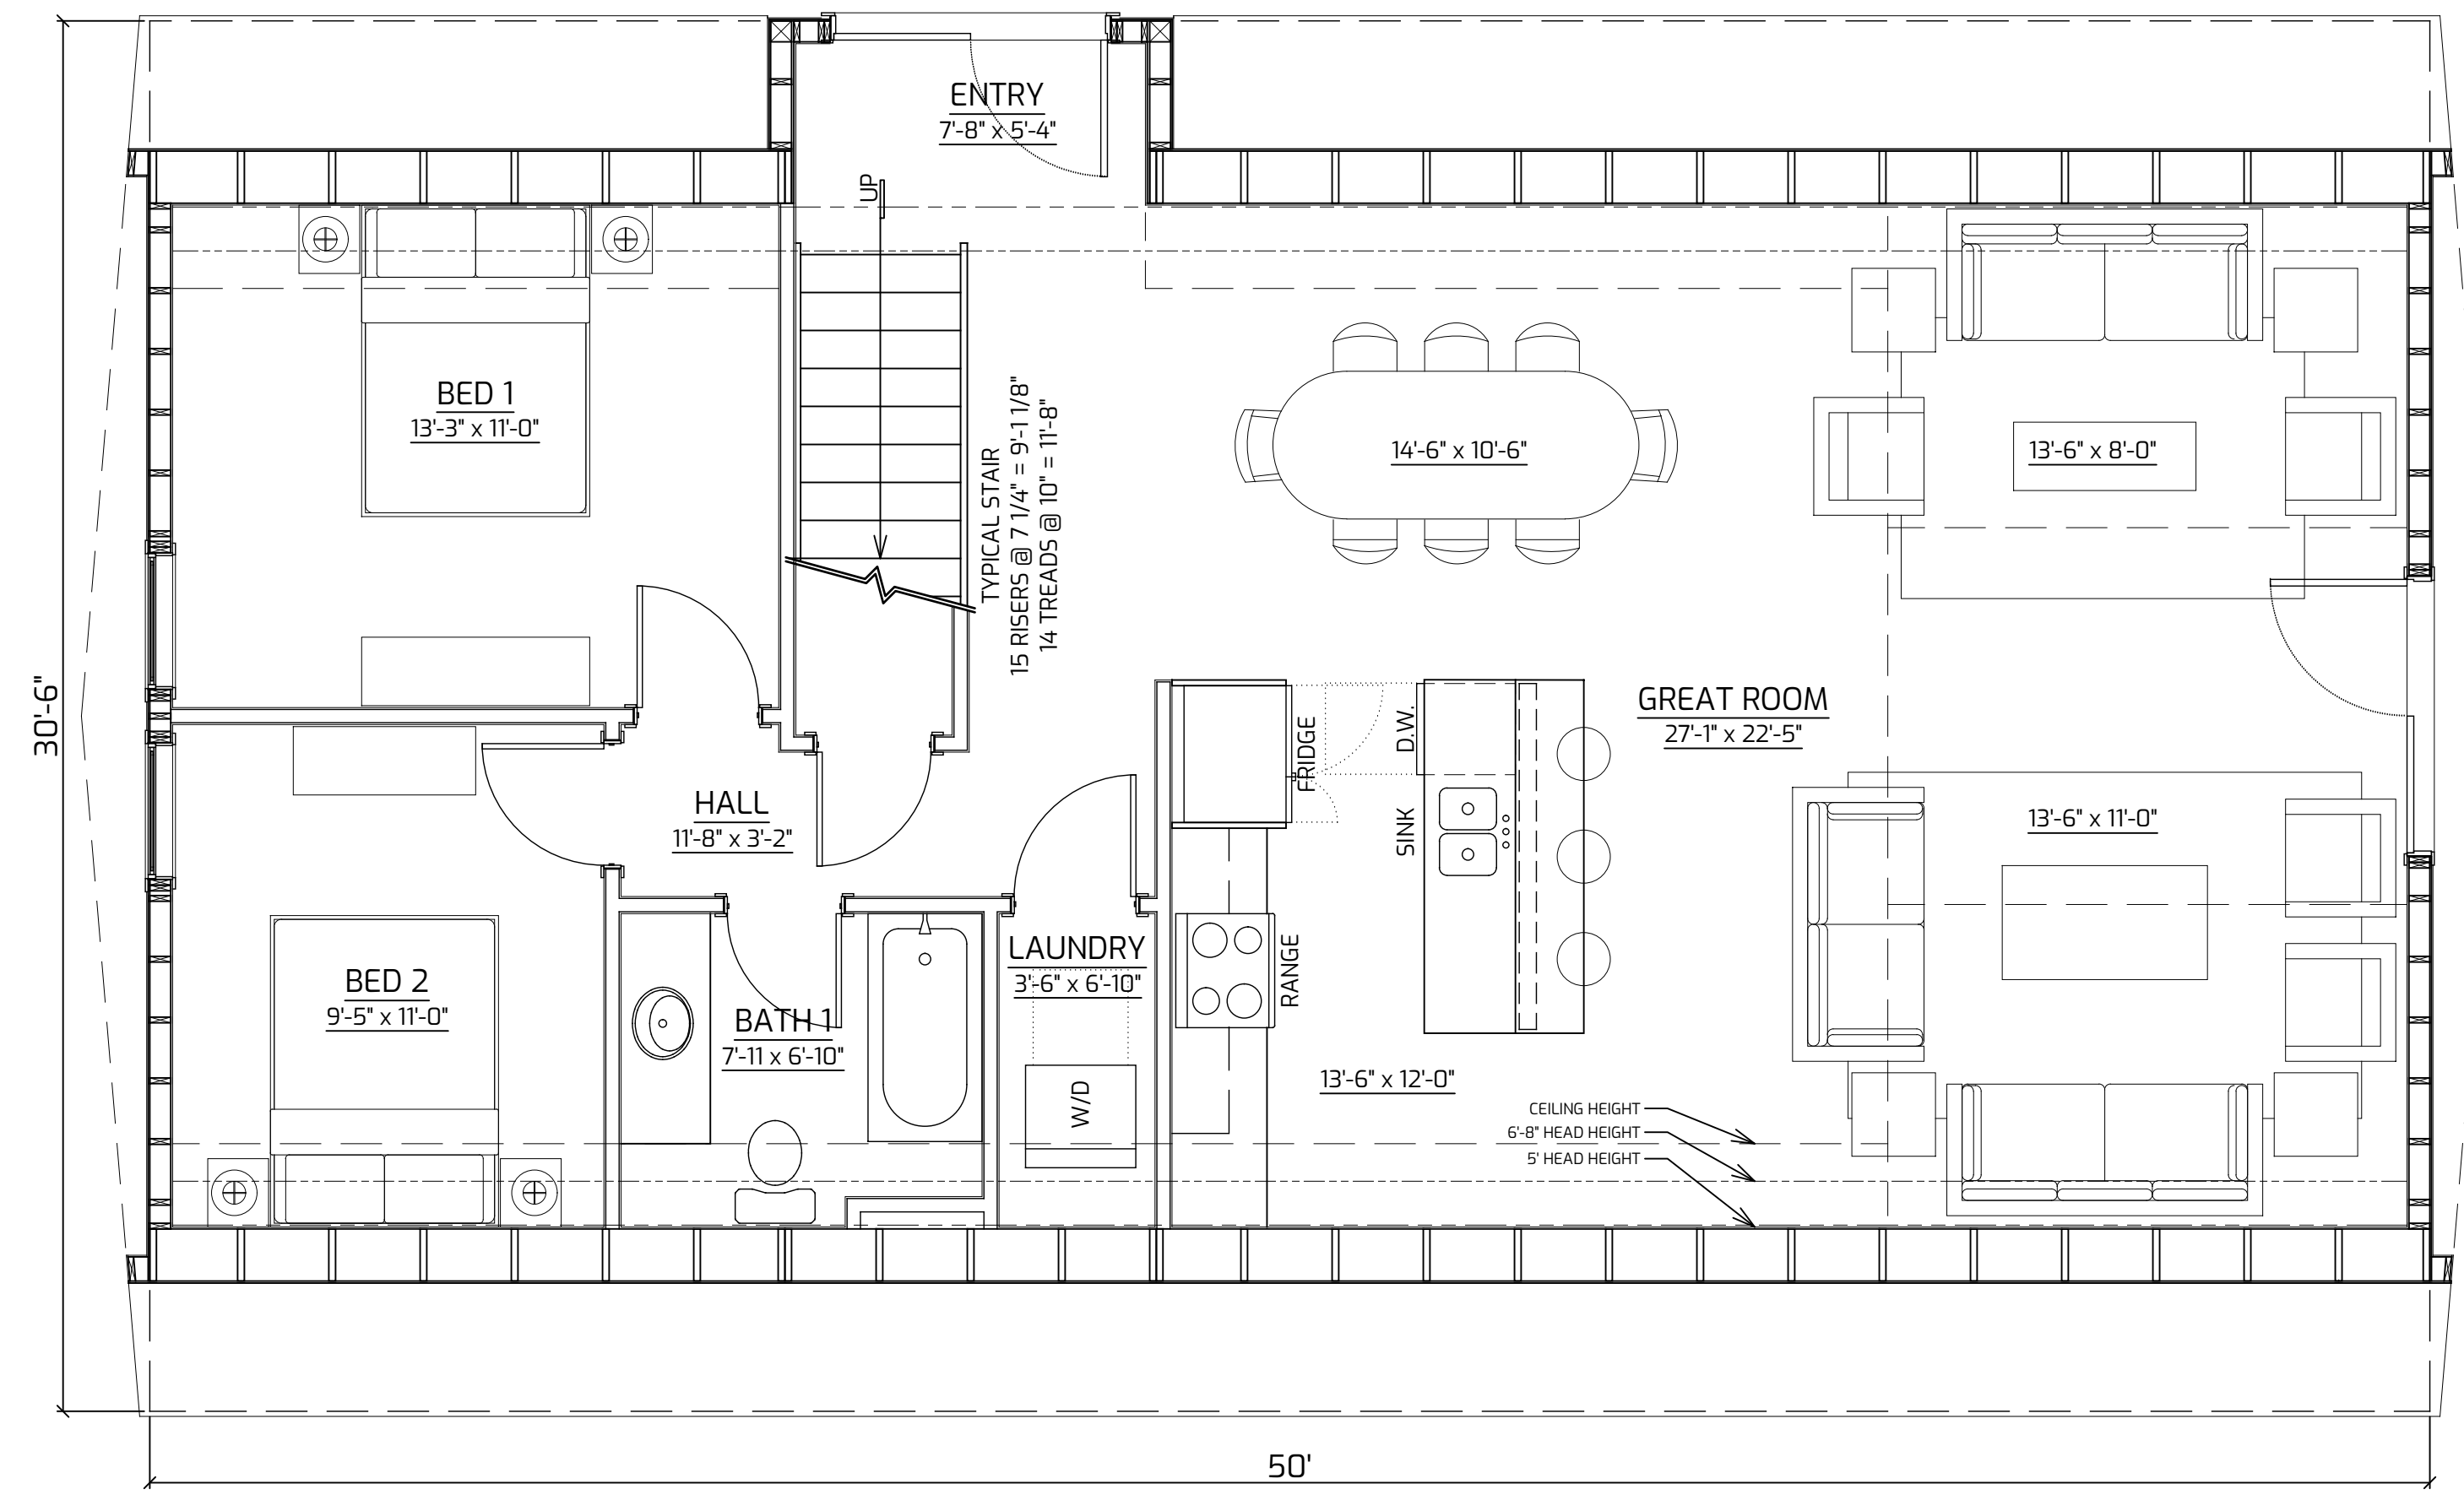 ENTRY
7'-8" x 5'-4"
UP
BED 1
13'-3" x 11'-0"
TYPICAL STAIR
15 RISERS @ 7 1/4" = 9'-1 1/8"
14 TREADS @ 10" = 11'-8"
14'-6" x 10'-6"
13'-6" x 8'-0"
30'-6"
GREAT ROOM
27'-1" x 22'-5"
FRIDGE
D.W.
SINK
HALL
11'-8" x 3'-2"
13'-6" x 11'-0"
BED 2
9'-5" x 11'-0"
BATH 1
7'-11 x 6'-10"
LAUNDRY
3'-6" x 6'-10"
W/D
RANGE
13'-6" x 12'-0"
CEILING HEIGHT
6'-8" HEAD HEIGHT
5' HEAD HEIGHT
50'